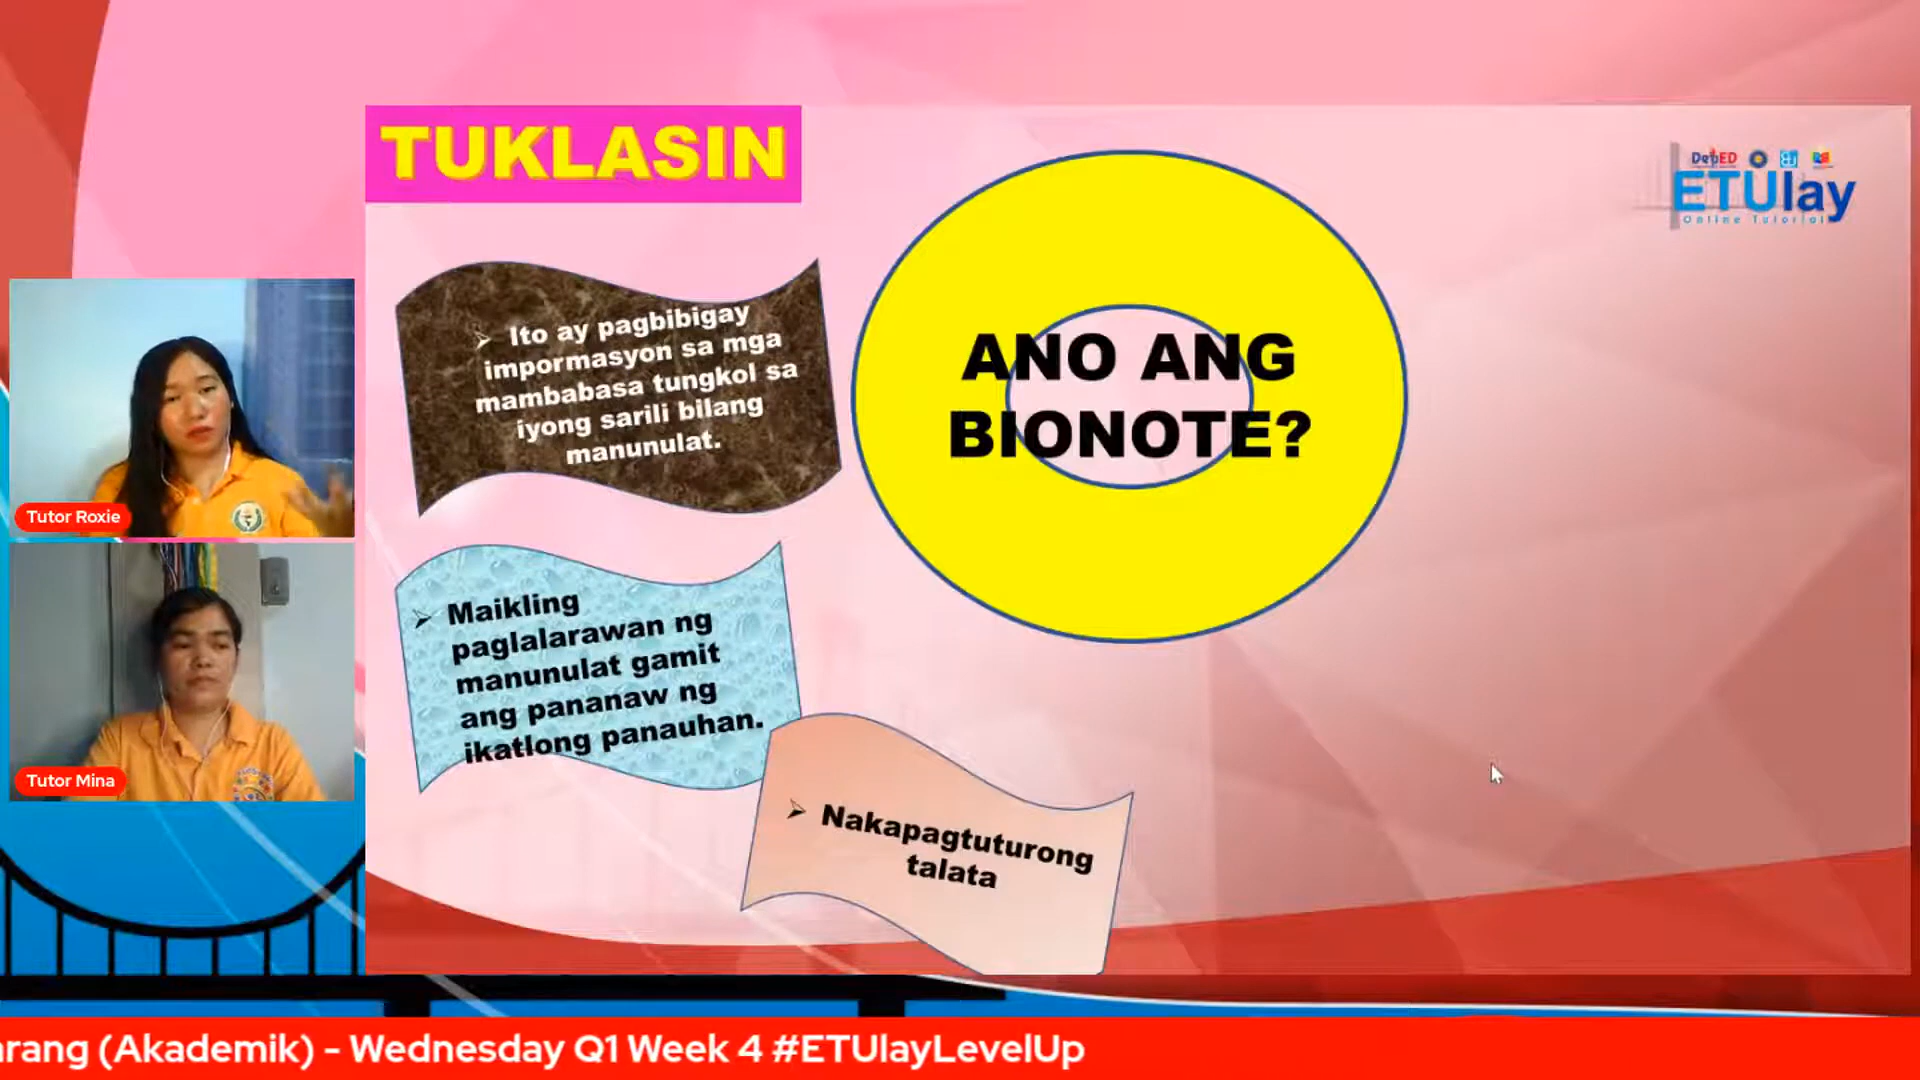 TUKLASIN
DepED
ETUlay
Online Tutorial
ANO ANG
BIONOTE?
➢ Ito ay pagbibigay
impormasyon sa mga
mambabasa tungkol sa
iyong sarili bilang
manunulat.
➢ Maikling
paglalarawan ng
manunulat gamit
ang pananaw ng
ikatlong panauhan.
➢ Nakapagtuturong
talata
Tutor Roxie
Tutor Mina
arang (Akademik) - Wednesday Q1 Week 4 #ETUlayLevelUp